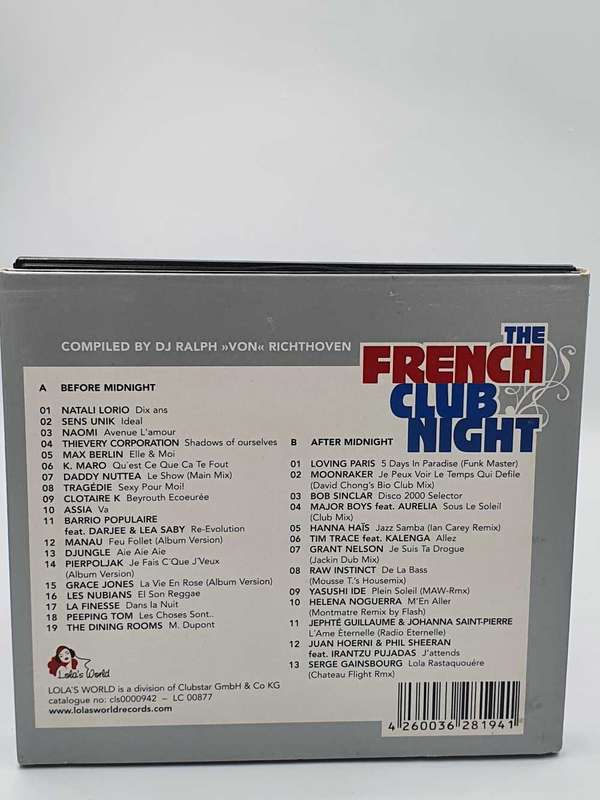 COMPILED BY DJ RALPH »VON« RICHTHOVEN
THE
FRENCH
CLUB
NIGHT
A BEFORE MIDNIGHT
01 NATALI LORIO Dix ans
02 SENS UNIK Ideal
03 NAOMI Avenue L'amour
04 THIEVERY CORPORATION Shadows of ourselves
05 MAX BERLIN Elle & Moi
06 K. MARO Qu'est Ce Que Ca Te Fout
07 DADDY NUTTEA Le Show (Main Mix)
08 TRAGÉDIE Sexy Pour Moi!
09 CLOTAIRE K Beyrouth Ecoeurée
10 ASSIA Va
11 BARRIO POPULAIRE
feat. DARJEE & LEA SABY Re-Evolution
12 MANAU Feu Follet (Album Version)
13 DJUNGLE Aie Aie Aie
14 PIERPOLJAK Je Fais C'Que J'Veux
(Album Version)
15 GRACE JONES La Vie En Rose (Album Version)
16 LES NUBIANS El Son Reggae
17 LA FINESSE Dans la Nuit
18 PEEPING TOM Les Choses Sont..
19 THE DINING ROOMS M. Dupont
B AFTER MIDNIGHT
01 LOVING PARIS 5 Days In Paradise (Funk Master)
02 MOONRAKER Je Peux Voir Le Temps Qui Defile
(David Chong's Bio Club Mix)
03 BOB SINCLAR Disco 2000 Selector
04 MAJOR BOYS feat. AURELIA Sous Le Soleil
(Club Mix)
05 HANNA HAÏS Jazz Samba (Ian Carey Remix)
06 TIM TRACE feat. KALENGA Allez
07 GRANT NELSON Je Suis Ta Drogue
(Jackin Dub Mix)
08 RAW INSTINCT De La Bass
(Mousse T.'s Housemix)
09 YASUSHI IDE Plein Soleil (MAW-Rmx)
10 HELENA NOGUERRA M'En Aller
(Montmatre Remix by Flash)
11 JEPHTÉ GUILLAUME & JOHANNA SAINT-PIERRE
L'Ame Éternelle (Radio Eternelle)
12 JUAN HOERNI & PHIL SHEERAN
feat. IRANTZU PUJADAS J'attends
13 SERGE GAINSBOURG Lola Rastaquouére
(Chateau Flight Rmx)
Lola's World
LOLA'S WORLD is a division of Clubstar GmbH & Co KG
catalogue no: cls0000942 – LC 00877
www.lolasworldrecords.com
4 260036 281941